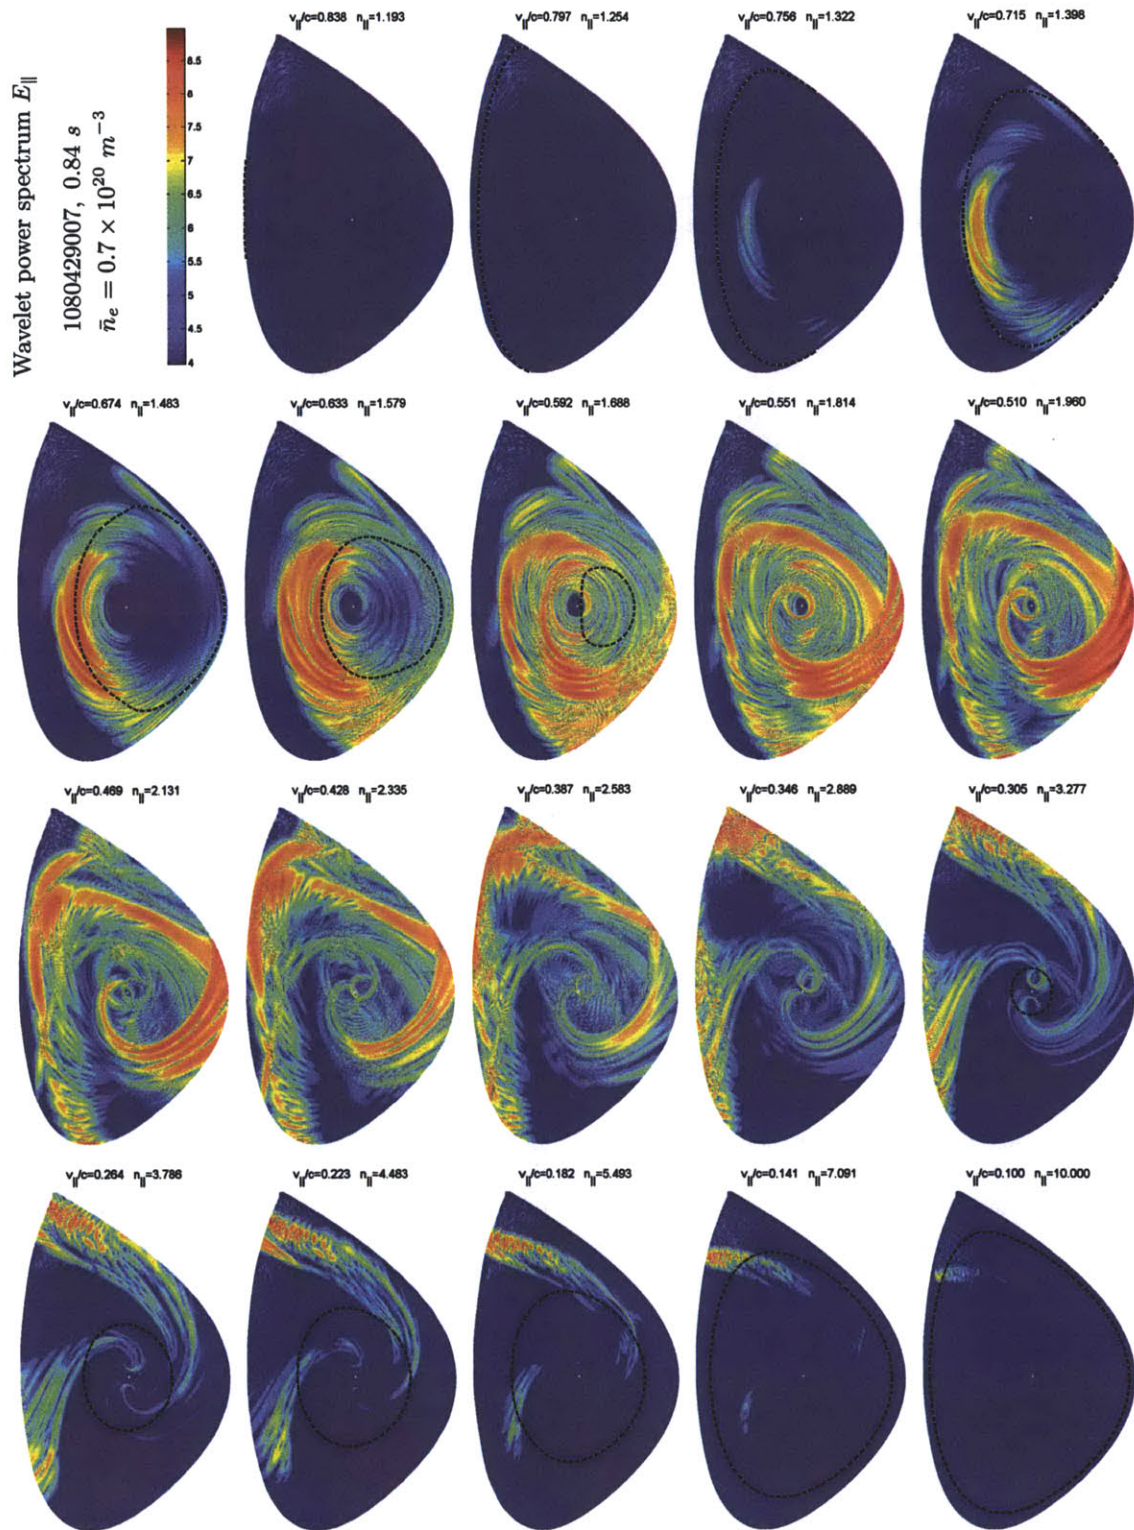 Wavelet power spectrum E∥
1080429007, 0.84 s
n̄e = 0.7 × 10²⁰ m⁻³
8.5
8
7.5
7
6.5
6
5.5
5
4.5
4
v∥/c=0.838 n∥=1.193
v∥/c=0.797 n∥=1.254
v∥/c=0.756 n∥=1.322
v∥/c=0.715 n∥=1.398
v∥/c=0.674 n∥=1.483
v∥/c=0.633 n∥=1.579
v∥/c=0.592 n∥=1.688
v∥/c=0.551 n∥=1.814
v∥/c=0.510 n∥=1.960
v∥/c=0.469 n∥=2.131
v∥/c=0.428 n∥=2.335
v∥/c=0.387 n∥=2.583
v∥/c=0.346 n∥=2.889
v∥/c=0.305 n∥=3.277
v∥/c=0.264 n∥=3.786
v∥/c=0.223 n∥=4.483
v∥/c=0.182 n∥=5.493
v∥/c=0.141 n∥=7.091
v∥/c=0.100 n∥=10.000